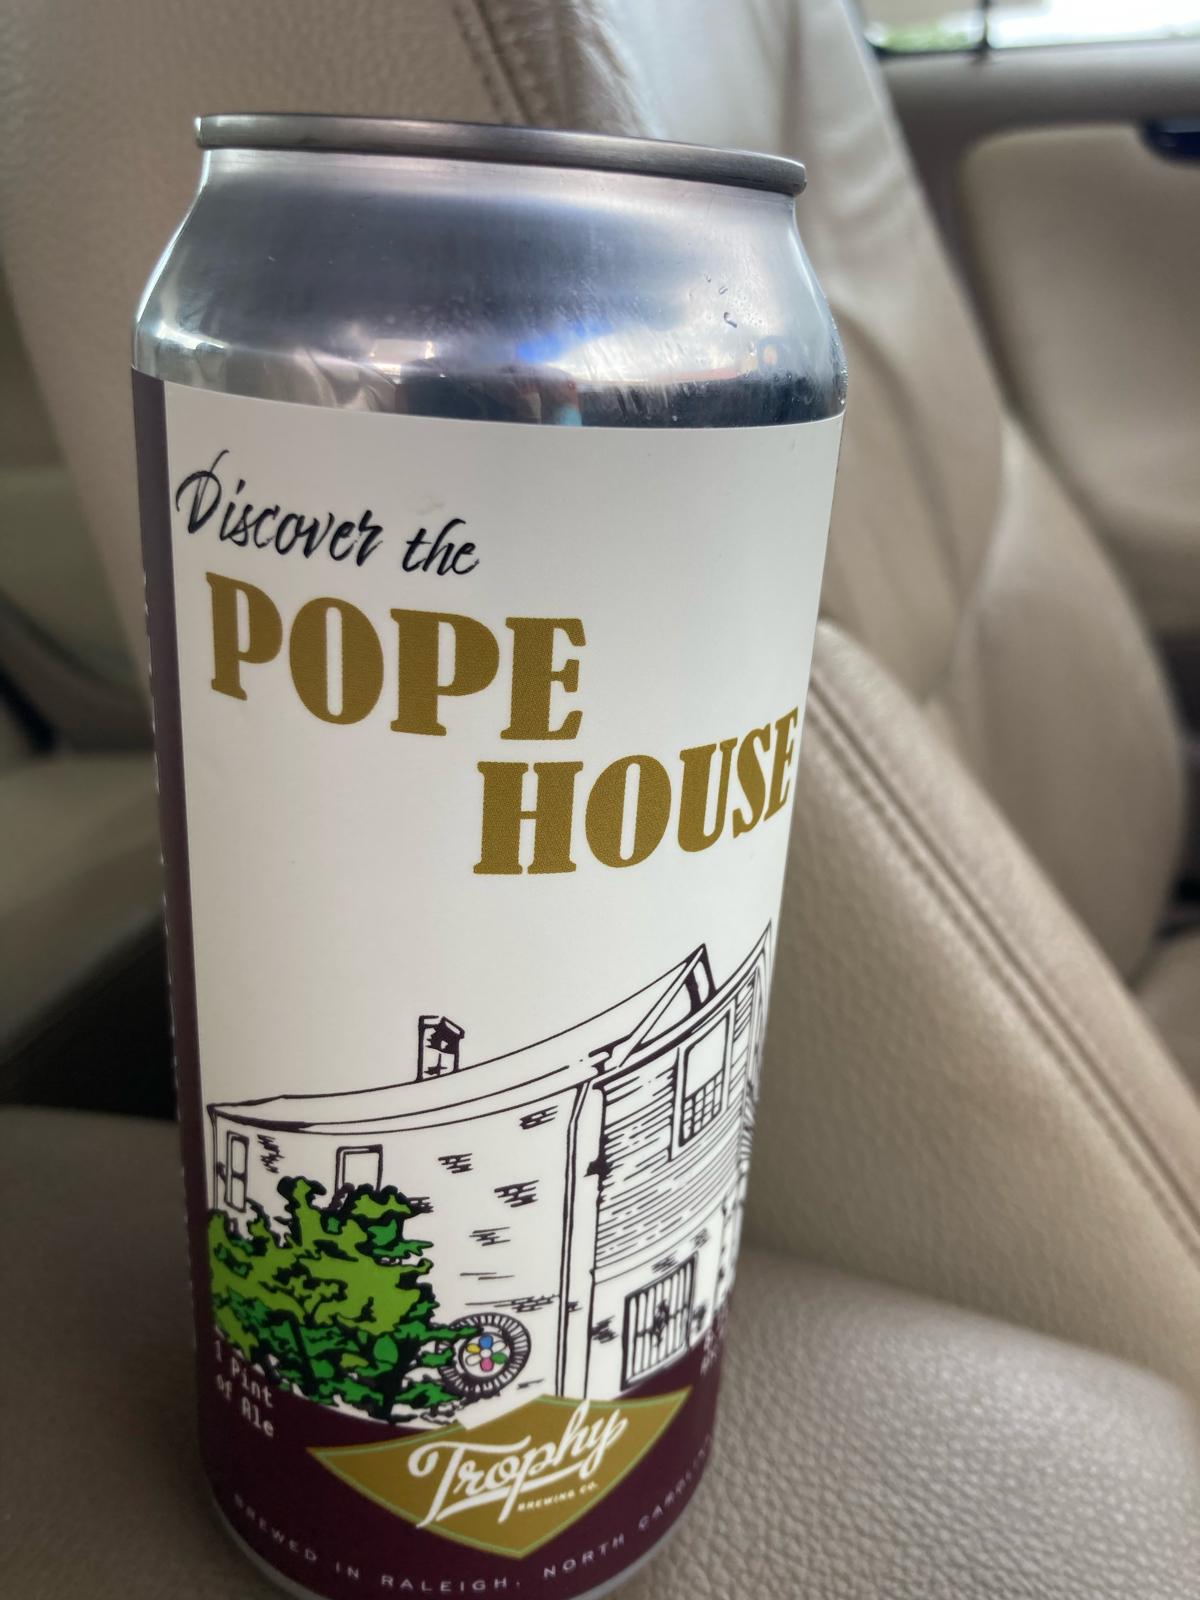 Discover the
POPE
HOUSE
1 Pint
of Ale
Trophy
BREWING CO.
BREWED IN RALEIGH, NORTH CAROLINA